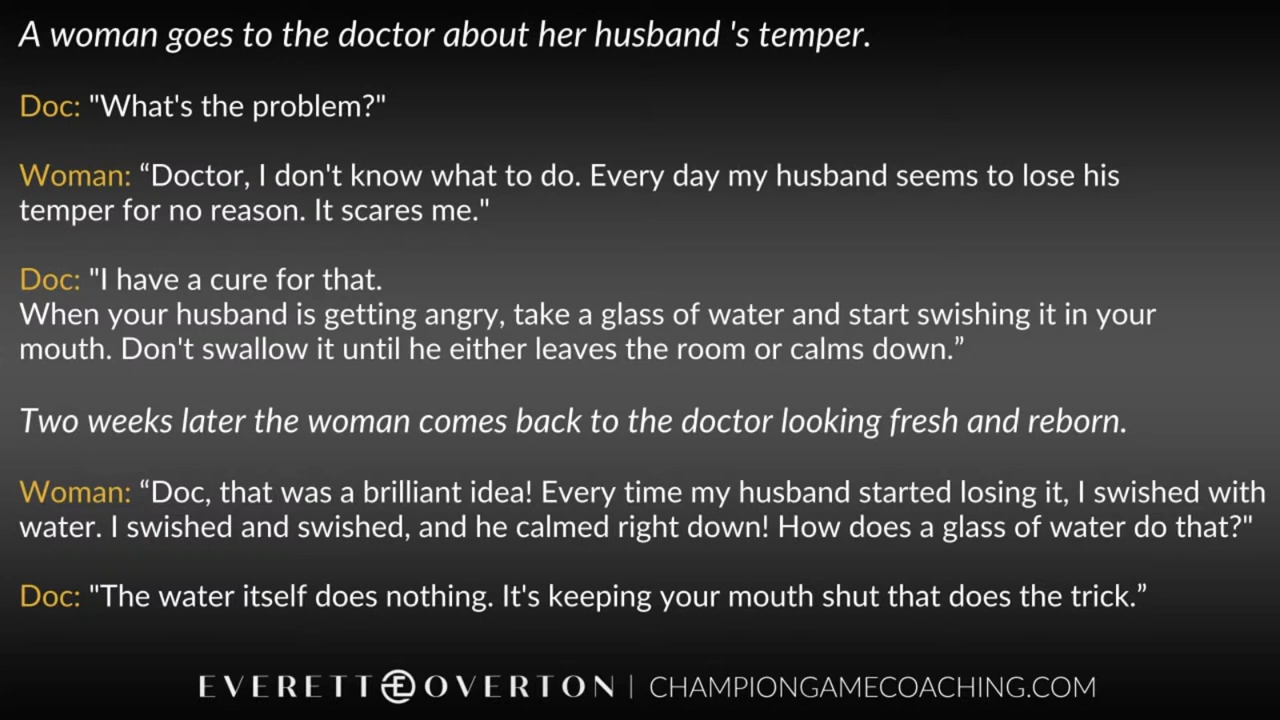 A woman goes to the doctor about her husband 's temper.
Doc: "What's the problem?"
Woman: “Doctor, I don't know what to do. Every day my husband seems to lose his
temper for no reason. It scares me."
Doc: "I have a cure for that.
When your husband is getting angry, take a glass of water and start swishing it in your
mouth. Don't swallow it until he either leaves the room or calms down.”
Two weeks later the woman comes back to the doctor looking fresh and reborn.
Woman: “Doc, that was a brilliant idea! Every time my husband started losing it, I swished with
water. I swished and swished, and he calmed right down! How does a glass of water do that?"
Doc: "The water itself does nothing. It's keeping your mouth shut that does the trick.”
EVERETT OVERTON | CHAMPIONGAMECOACHING.COM